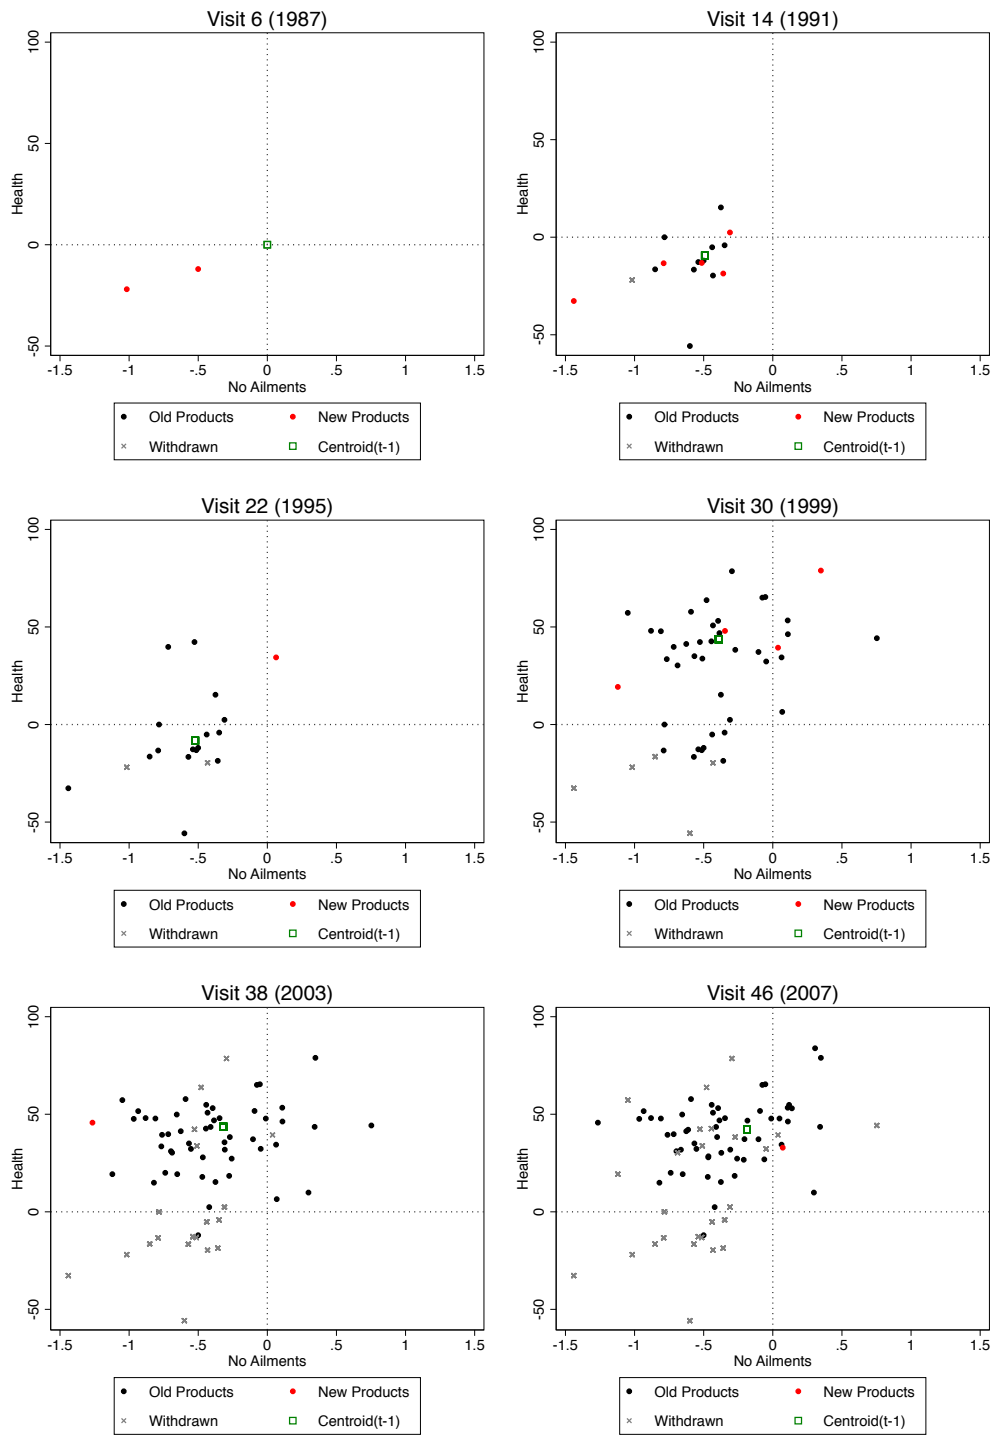 Visit 6 (1987)
Health
100
50
0
-50
-1.5 -1 -.5 0 .5 1 1.5
No Ailments
Old Products New Products
Withdrawn Centroid(t-1)
Visit 14 (1991)
Health
100
50
0
-50
-1.5 -1 -.5 0 .5 1 1.5
No Ailments
Old Products New Products
Withdrawn Centroid(t-1)
Visit 22 (1995)
Health
100
50
0
-50
-1.5 -1 -.5 0 .5 1 1.5
No Ailments
Old Products New Products
Withdrawn Centroid(t-1)
Visit 30 (1999)
Health
100
50
0
-50
-1.5 -1 -.5 0 .5 1 1.5
No Ailments
Old Products New Products
Withdrawn Centroid(t-1)
Visit 38 (2003)
Health
100
50
0
-50
-1.5 -1 -.5 0 .5 1 1.5
No Ailments
Old Products New Products
Withdrawn Centroid(t-1)
Visit 46 (2007)
Health
100
50
0
-50
-1.5 -1 -.5 0 .5 1 1.5
No Ailments
Old Products New Products
Withdrawn Centroid(t-1)